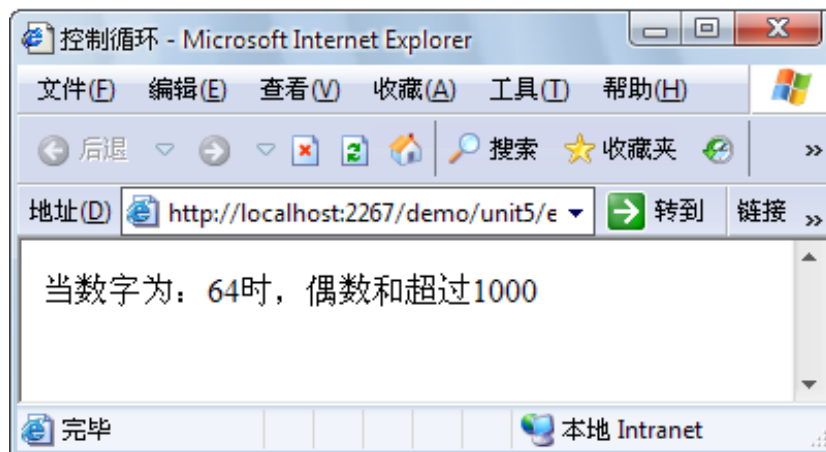 控制循环 - Microsoft Internet Explorer
文件(F) 编辑(E) 查看(V) 收藏(A) 工具(T) 帮助(H)
后退 搜索 收藏夹 »
地址(D) http://localhost:2267/demo/unit5/e 转到 链接 »
当数字为：64时，偶数和超过1000
完毕 本地 Intranet